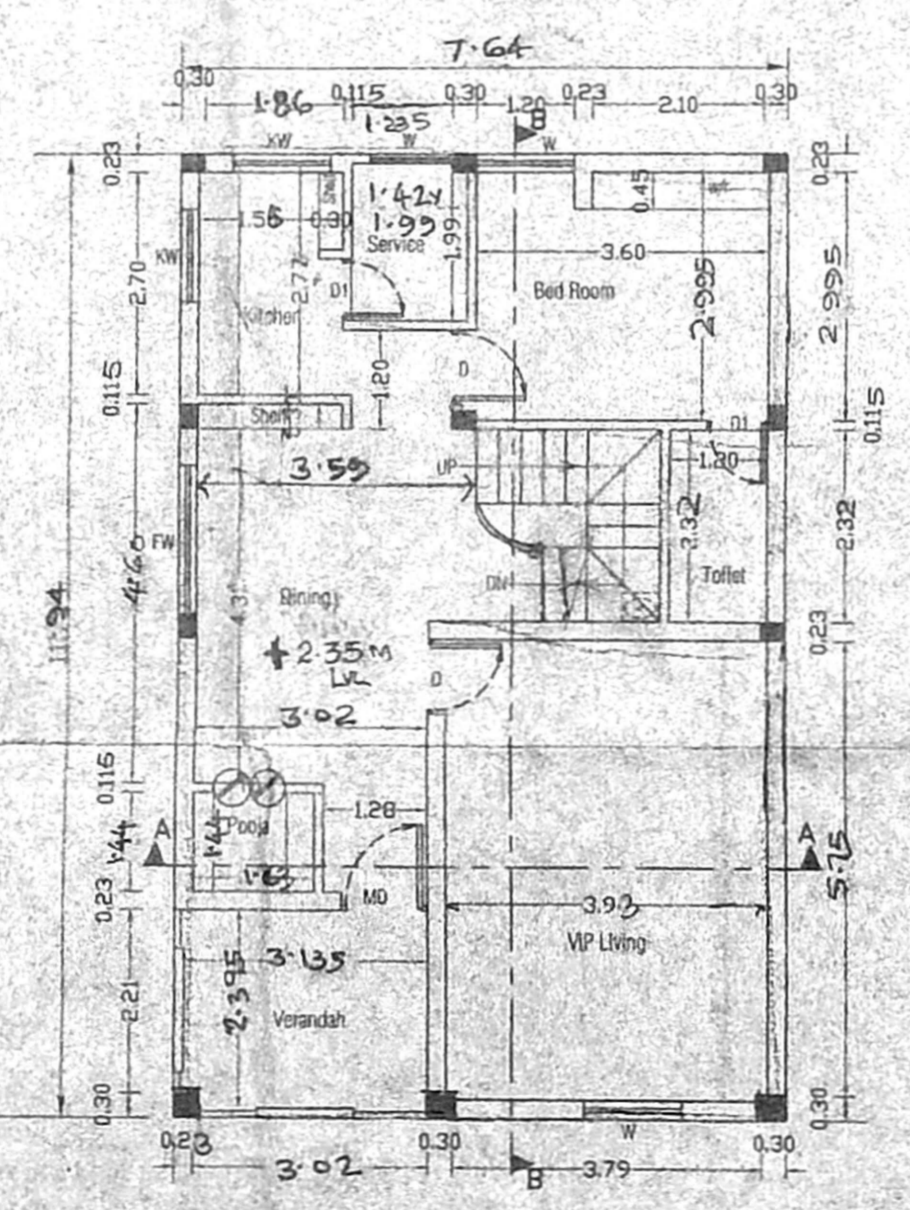 7.64
0.30
0.115
0.30
0.23
0.30
1.86
1.235
1.20
2.10
B
KW
W
W
0.23
0.23
0.45
1.42x
1.99
1.56
0.30
Service
1.99
3.60
KW
2.70
2.77
D1
Bed Room
2.995
2.995
Kitchen
1.20
D
0.115
0.115
D1
UP
1.20
3.59
FW
2.32
2.32
4.60
DN
Toilet
11.94
Dining
+ 2.35 M
LVL
0.23
D
3.02
0.115
1.28
A
1.44
1.44
Pooja
A
5.75
1.63
0.23
MD
3.93
VIP Living
3.135
2.395
2.21
Verandah
0.30
0.30
W
0.23
0.30
0.30
3.02
B
3.79